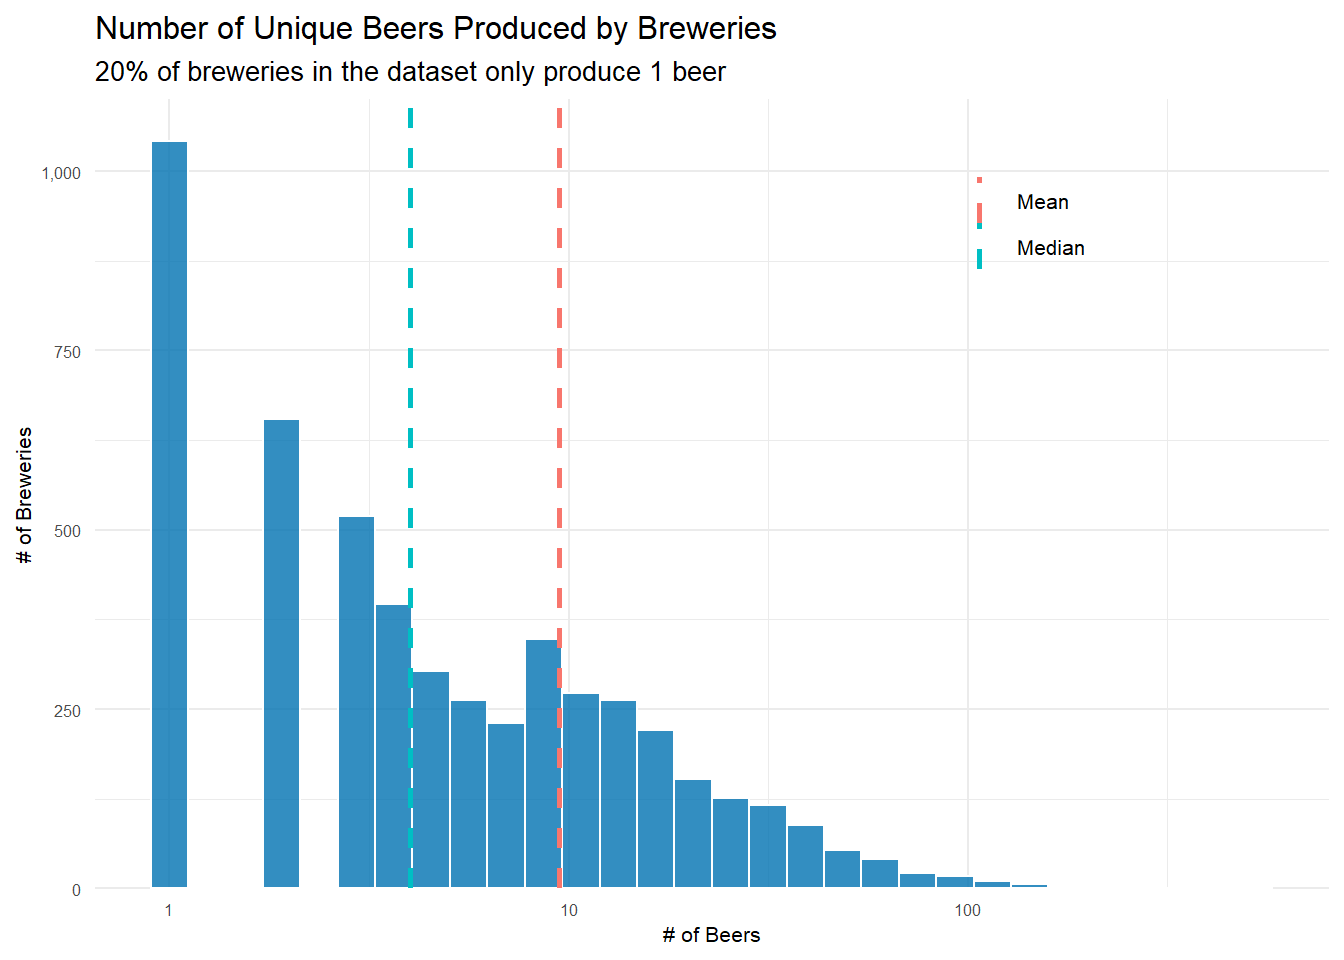 Number of Unique Beers Produced by Breweries
20% of breweries in the dataset only produce 1 beer
1,000
750
500
250
0
# of Breweries
Mean
Median
1
10
100
# of Beers